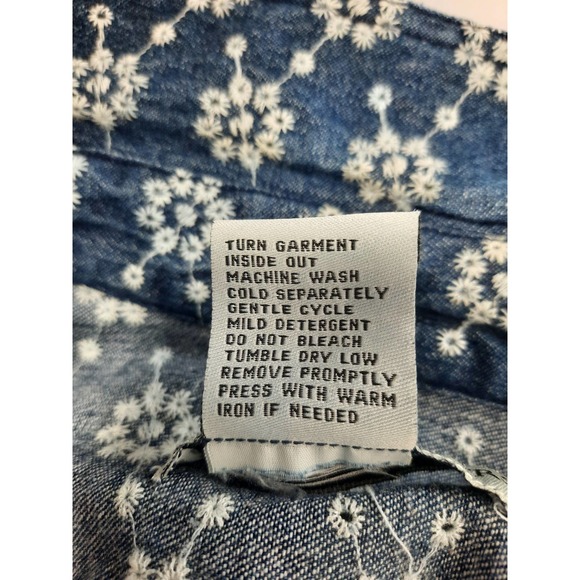 TURN GARMENT
INSIDE OUT
MACHINE WASH
COLD SEPARATELY
GENTLE CYCLE
MILD DETERGENT
DO NOT BLEACH
TUMBLE DRY LOW
REMOVE PROMPTLY
PRESS WITH WARM
IRON IF NEEDED